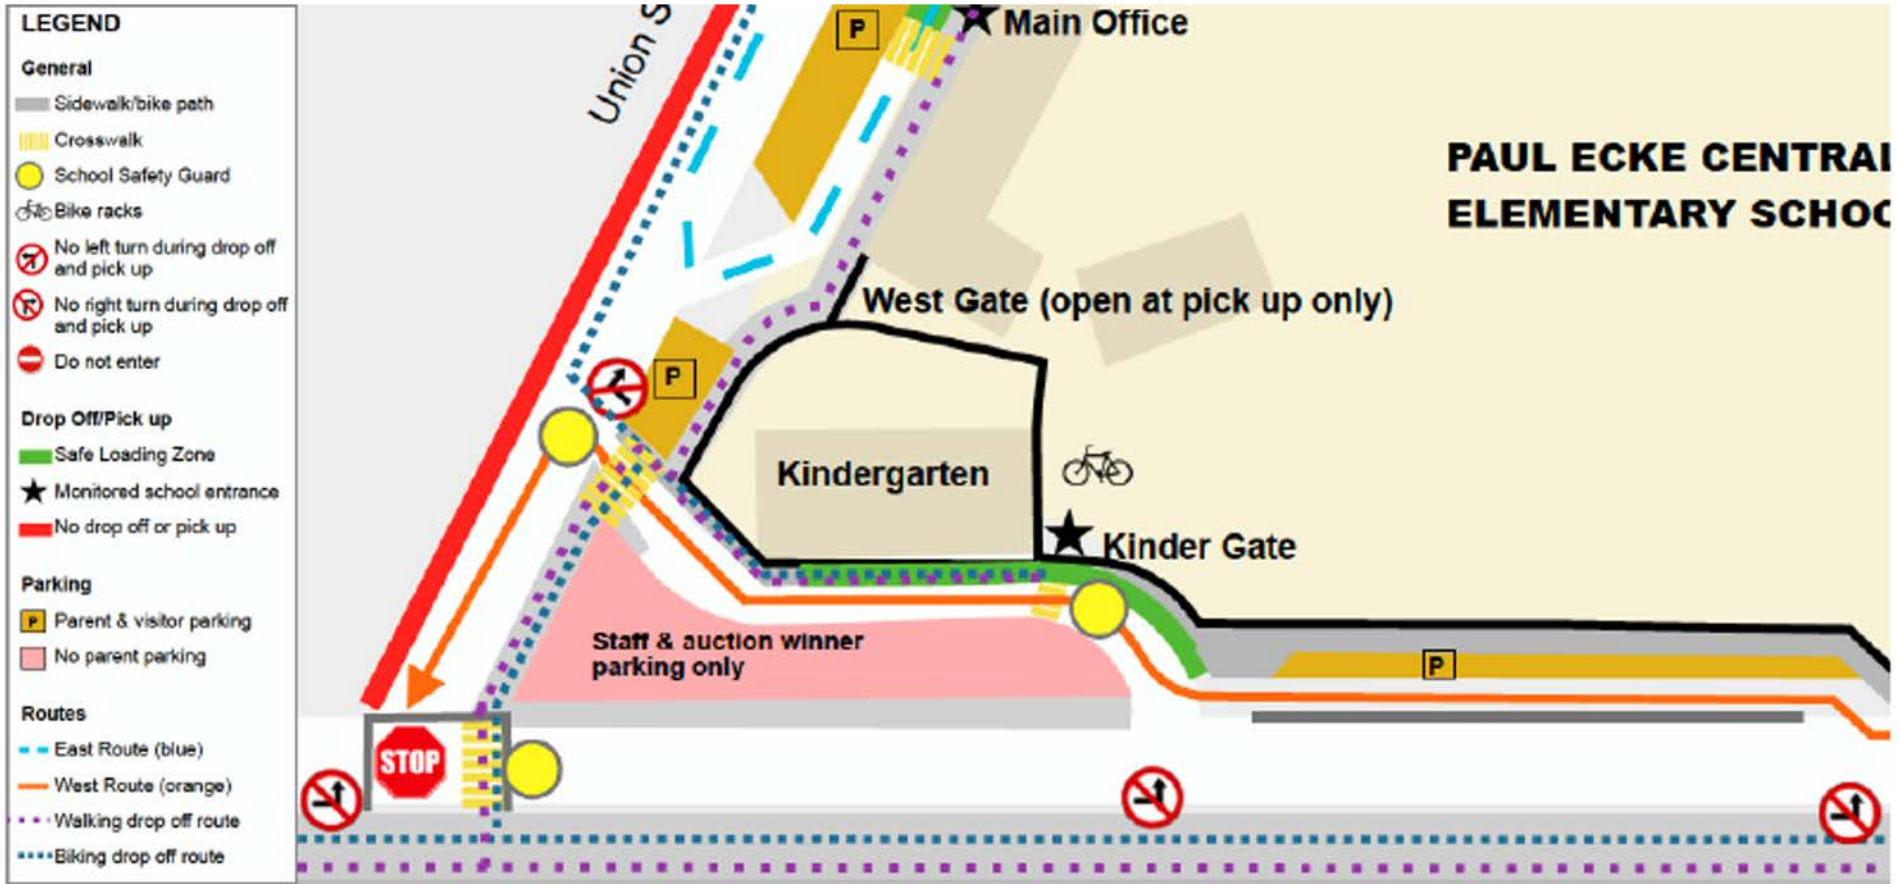 LEGEND
General
Sidewalk/bike path
Crosswalk
School Safety Guard
Bike racks
No left turn during drop off
and pick up
No right turn during drop off
and pick up
Do not enter
Drop Off/Pick up
Safe Loading Zone
Monitored school entrance
No drop off or pick up
Parking
P Parent & visitor parking
No parent parking
Routes
East Route (blue)
West Route (orange)
Walking drop off route
Biking drop off route
Union S
P
Main Office
PAUL ECKE CENTRAL
ELEMENTARY SCHOO
West Gate (open at pick up only)
P
Kindergarten
Kinder Gate
Staff & auction winner
parking only
P
STOP